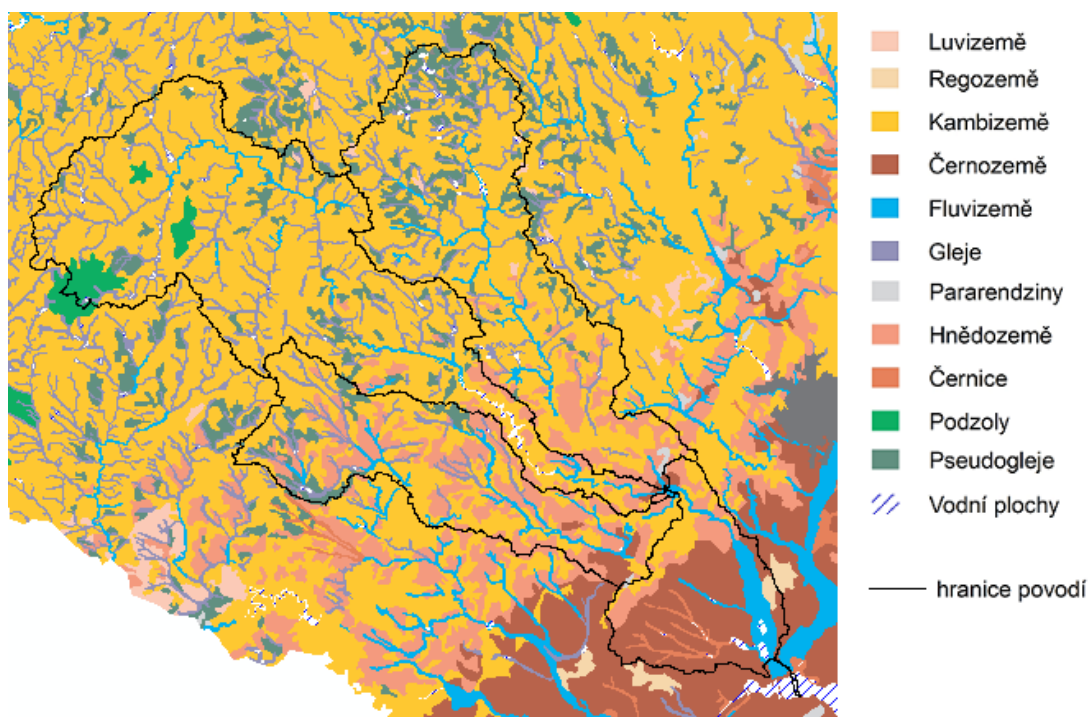 Luvizemě
Regozemě
Kambizemě
Černozemě
Fluvizemě
Gleje
Pararendziny
Hnědozemě
Černice
Podzoly
Pseudogleje
Vodní plochy
hranice povodí